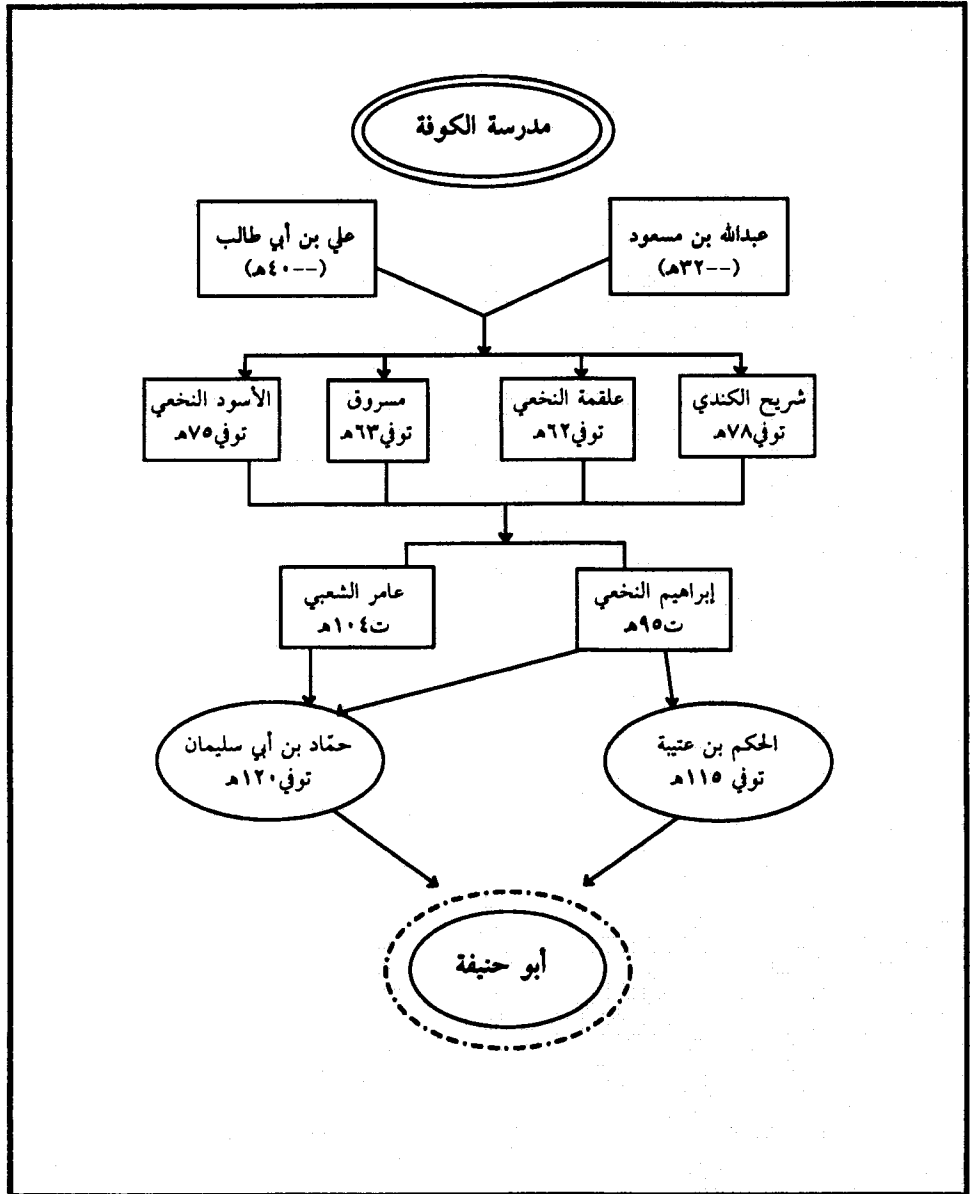 مدرسة الكوفة
عبدالله بن مسعود
(--٣٢هـ)
علي بن أبي طالب
(--٤٠هـ)
شريح الكندي
توفي٧٨هـ
علقمة النخعي
توفي٦٢هـ
مسروق
توفي٦٣هـ
الأسود النخعي
توفي٧٥هـ
إبراهيم النخعي
ت٩٥هـ
عامر الشعبي
ت١٠٤هـ
الحكم بن عتيبة
توفي ١١٥هـ
حمّاد بن أبي سليمان
توفي١٢٠هـ
أبو حنيفة